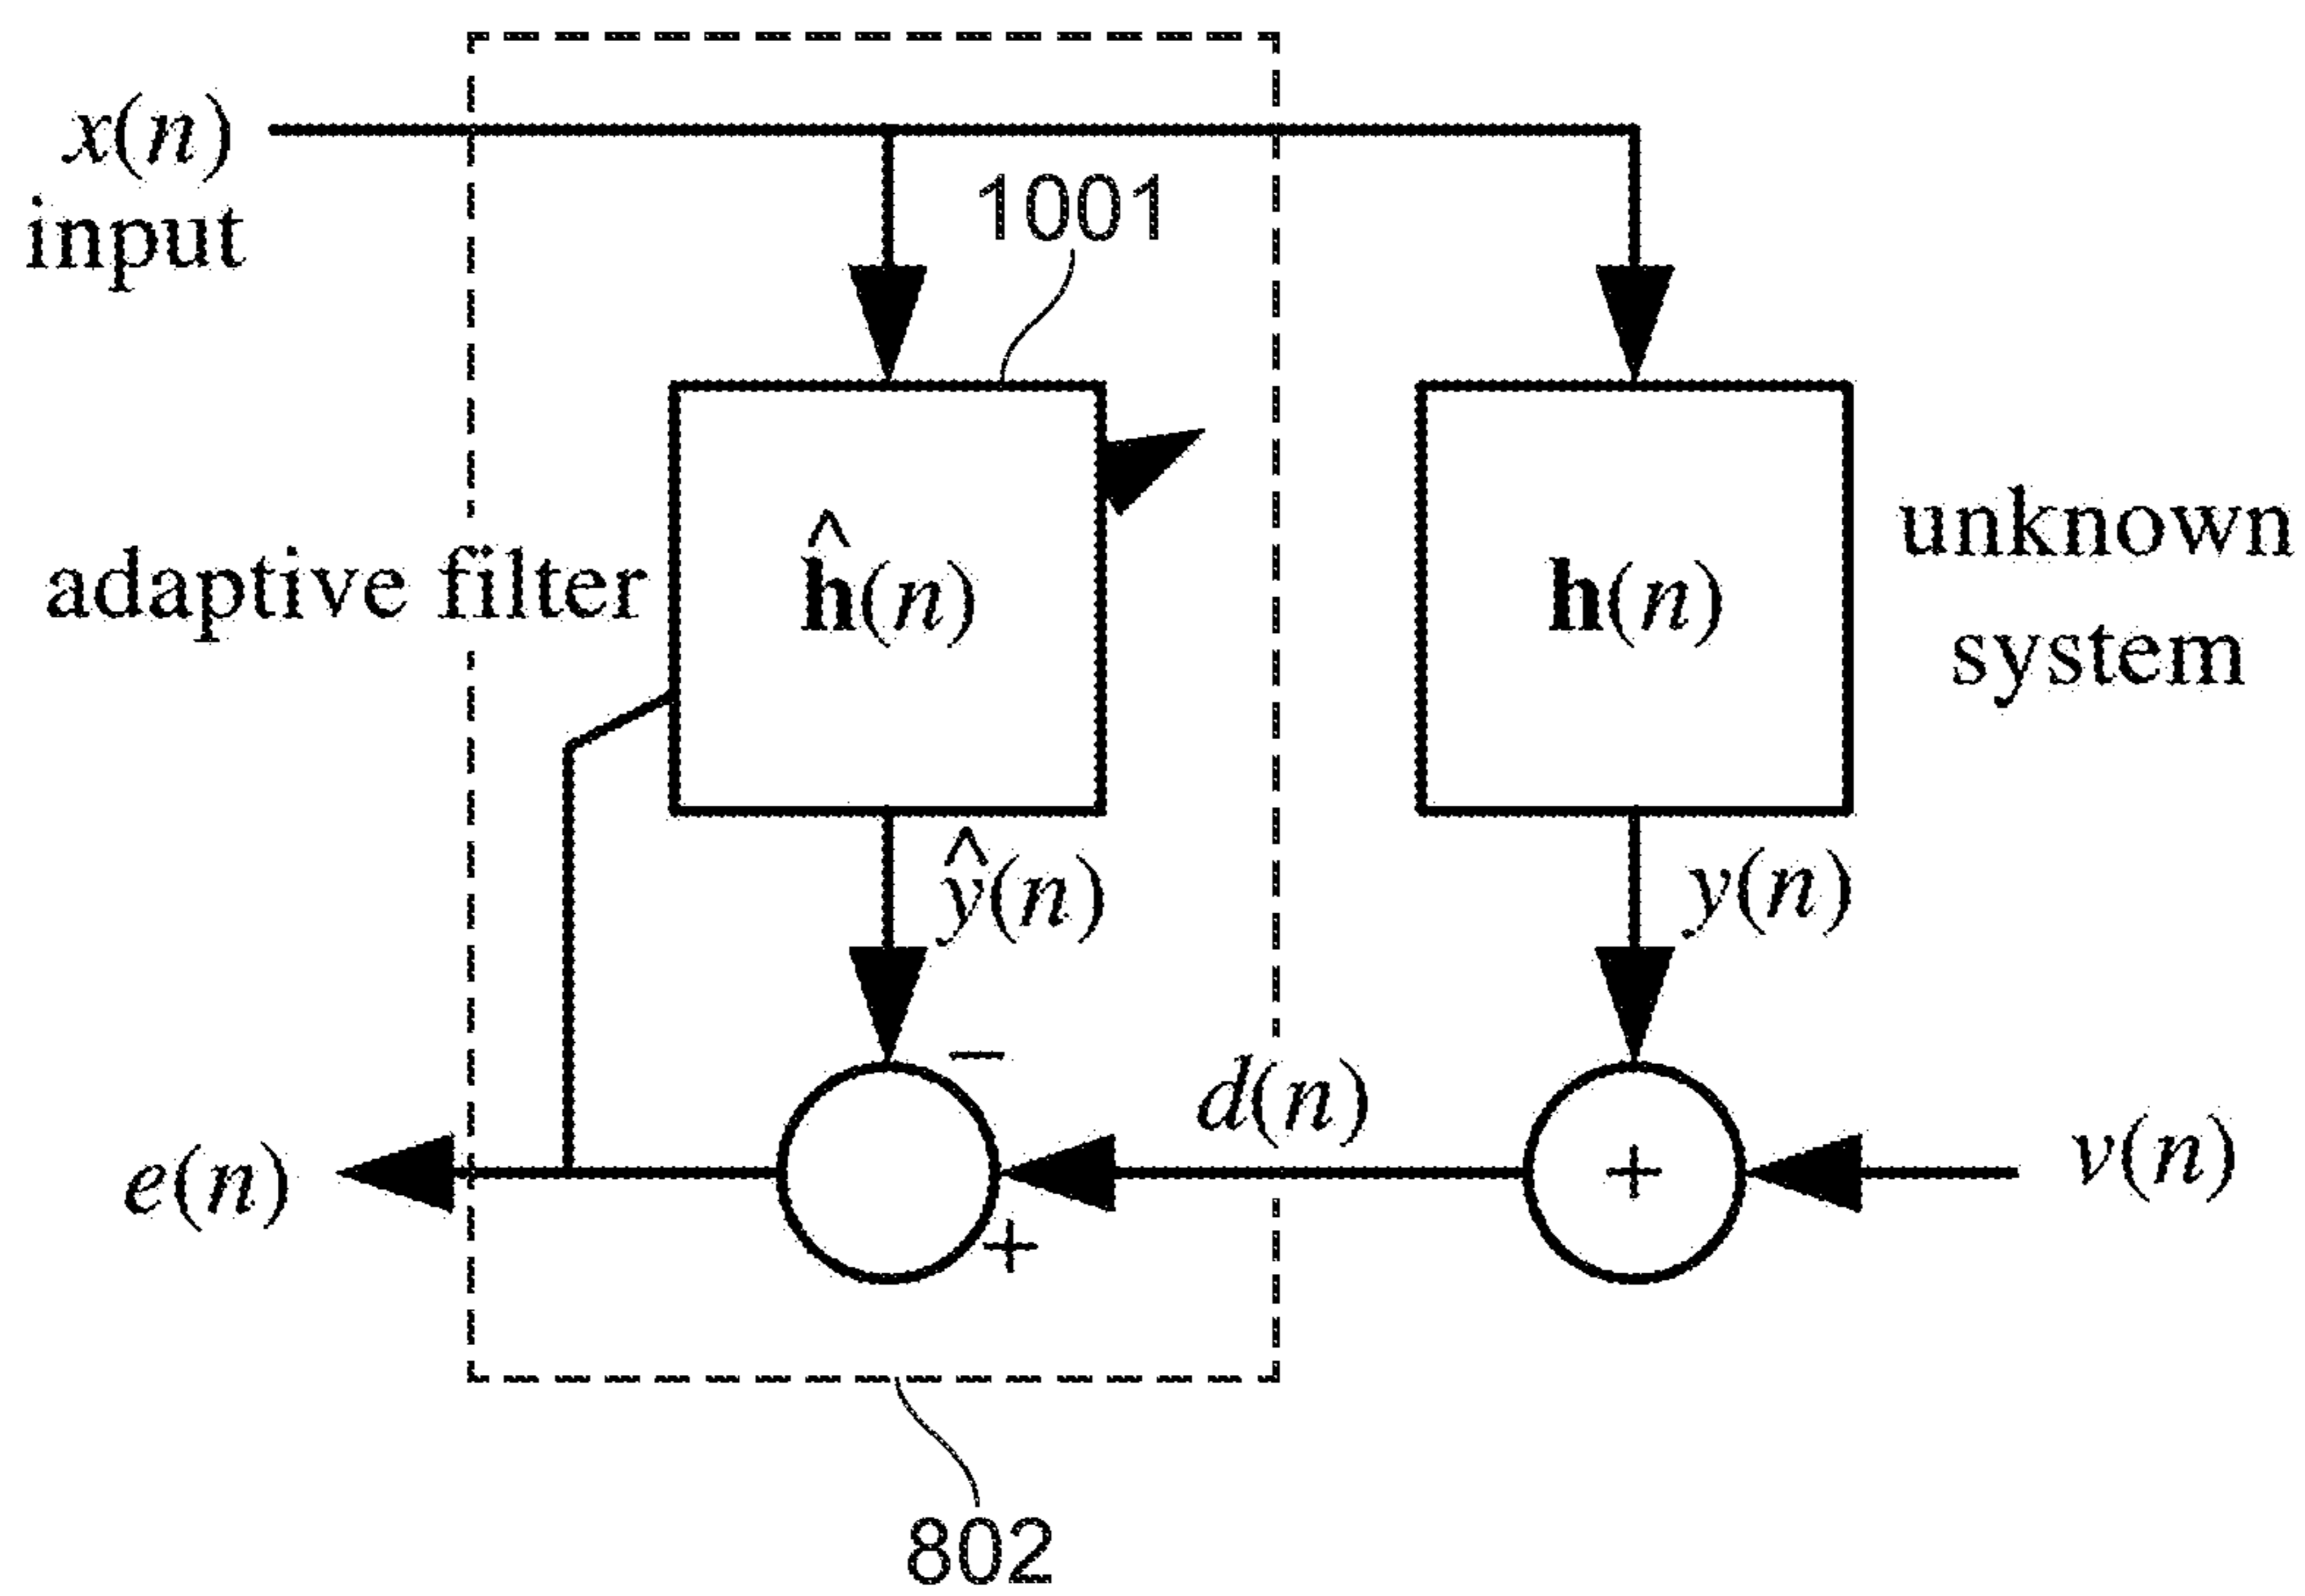 x(n)
input
1001
adaptive filter
ĥ(n)
h(n)
unknown
system
ŷ(n)
y(n)
−
d(n)
e(n)
+
+
v(n)
802